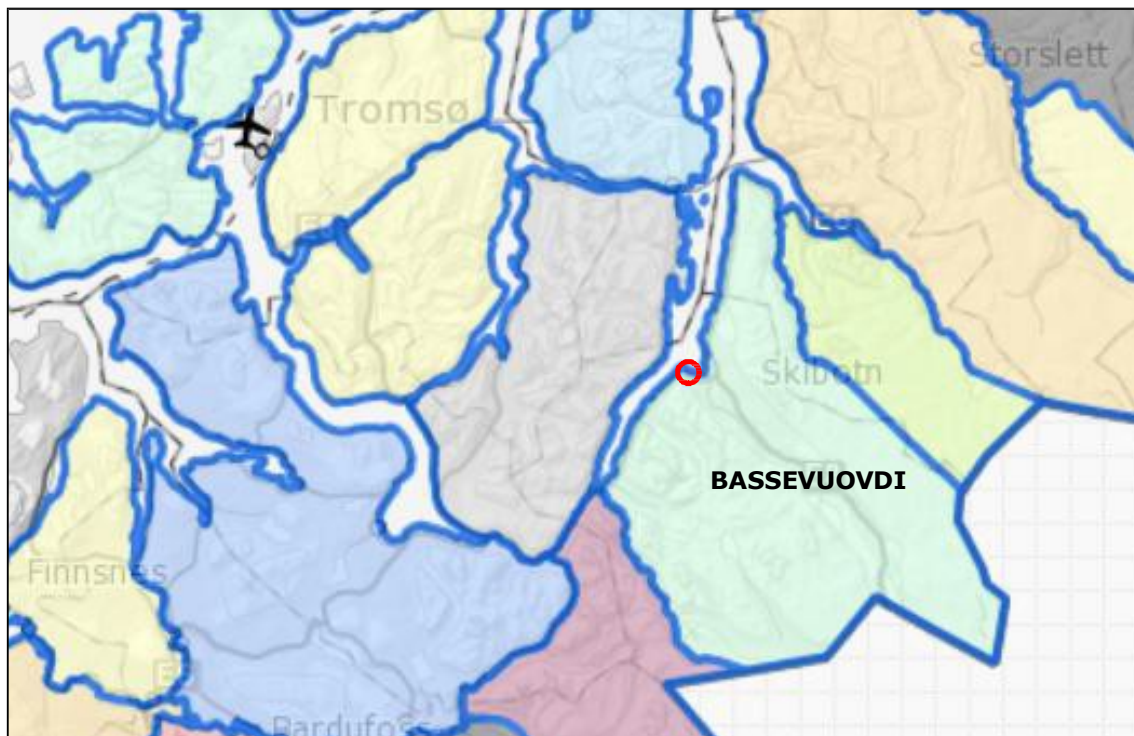 Storslett
Tromsø
Skibotn
BASSEVUOVDI
Finnsnes
Bardufoss